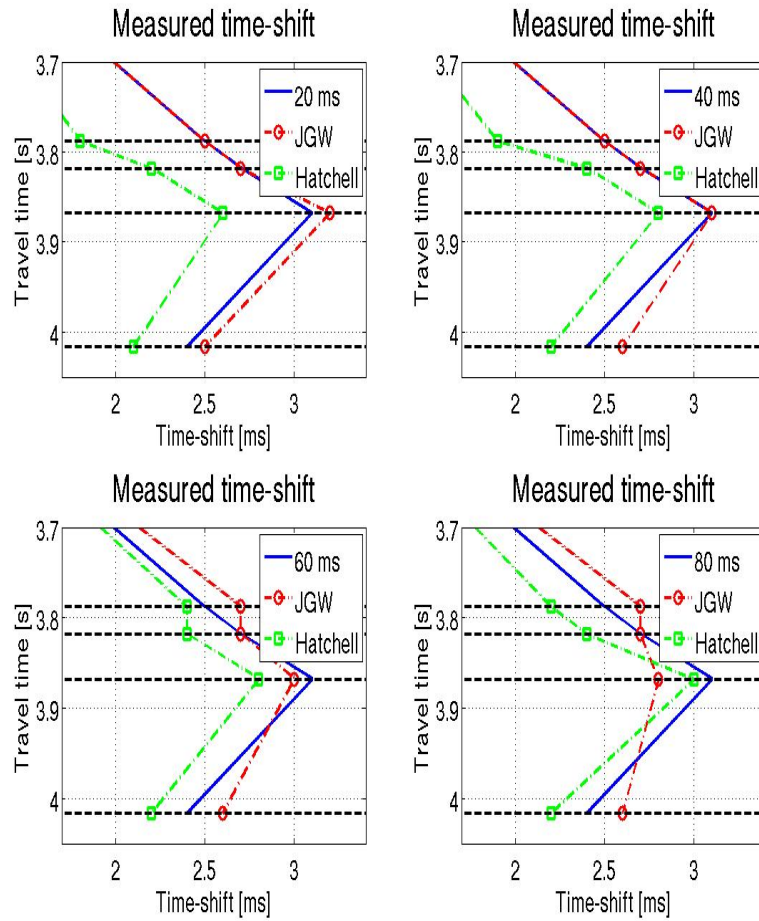 Measured time-shift
3.7
3.8
3.9
4
Travel time [s]
20 ms
JGW
Hatchell
2
2.5
3
Time-shift [ms]
Measured time-shift
3.7
3.8
3.9
4
Travel time [s]
40 ms
JGW
Hatchell
2
2.5
3
Time-shift [ms]
Measured time-shift
3.7
3.8
3.9
4
Travel time [s]
60 ms
JGW
Hatchell
2
2.5
3
Time-shift [ms]
Measured time-shift
3.7
3.8
3.9
4
Travel time [s]
80 ms
JGW
Hatchell
2
2.5
3
Time-shift [ms]